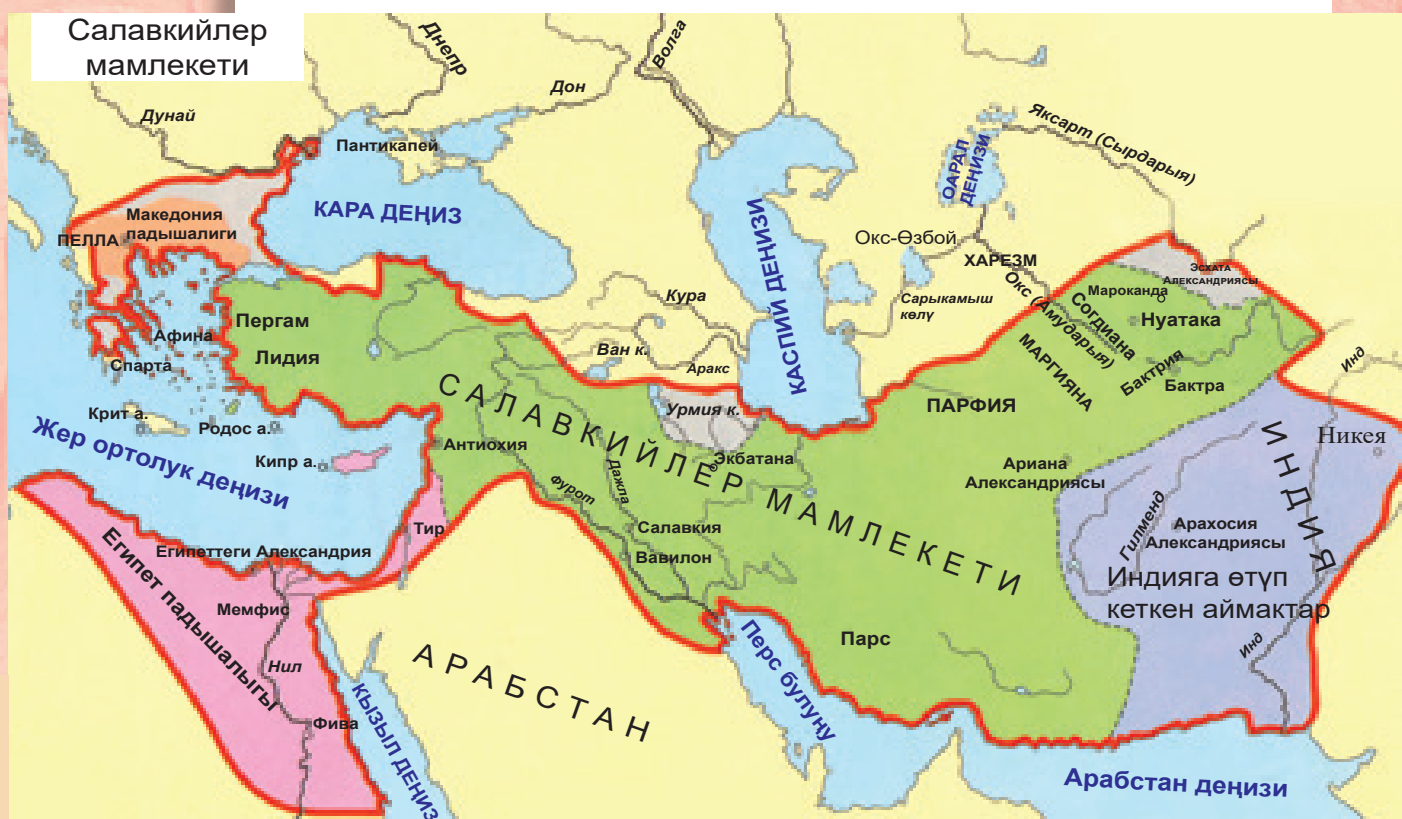 Салавкийлер
мамлекети
Днепр
Волга
Дон
Дунай
Пантикапей
ОАРАЛ
ДЕҢИЗИ
Яксарт (Сырдарыя)
КАРА ДЕҢИЗ
КАСПИЙ ДЕҢИЗИ
Македония
падышалиги
ПЕЛЛА
Окс-Өзбой
ХАРЕЗМ
Эсхата
Александриясы
Мароканда
Кура
Сарыкамыш
көлү
Окс (Амударыя)
Согдиана
Нуатака
Пергам
Афина
Лидия
Ван к.
Аракс
МАРГИЯНА
Бактрия
Бактра
Инд
Спарта
САЛАВКИЙЛЕР МАМЛЕКЕТИ
Урмия к.
ПАРФИЯ
Крит а.
Родос а.
Жер ортолук деңизи
Антиохия
Кипр а.
Экбатана
Фурот
Дажла
Ариана
Александриясы
ИНДИЯ
Никея
Гилменд
Тир
Салавкия
Арахосия
Александриясы
Египеттеги Александрия
Вавилон
Индияга өтүп
кеткен аймактар
Египет падышалыгы
Мемфис
Нил
АРАБСТАН
Перс булуңу
Парс
Инд
Фива
КЫЗЫЛ ДЕҢИЗ
Арабстан деңизи